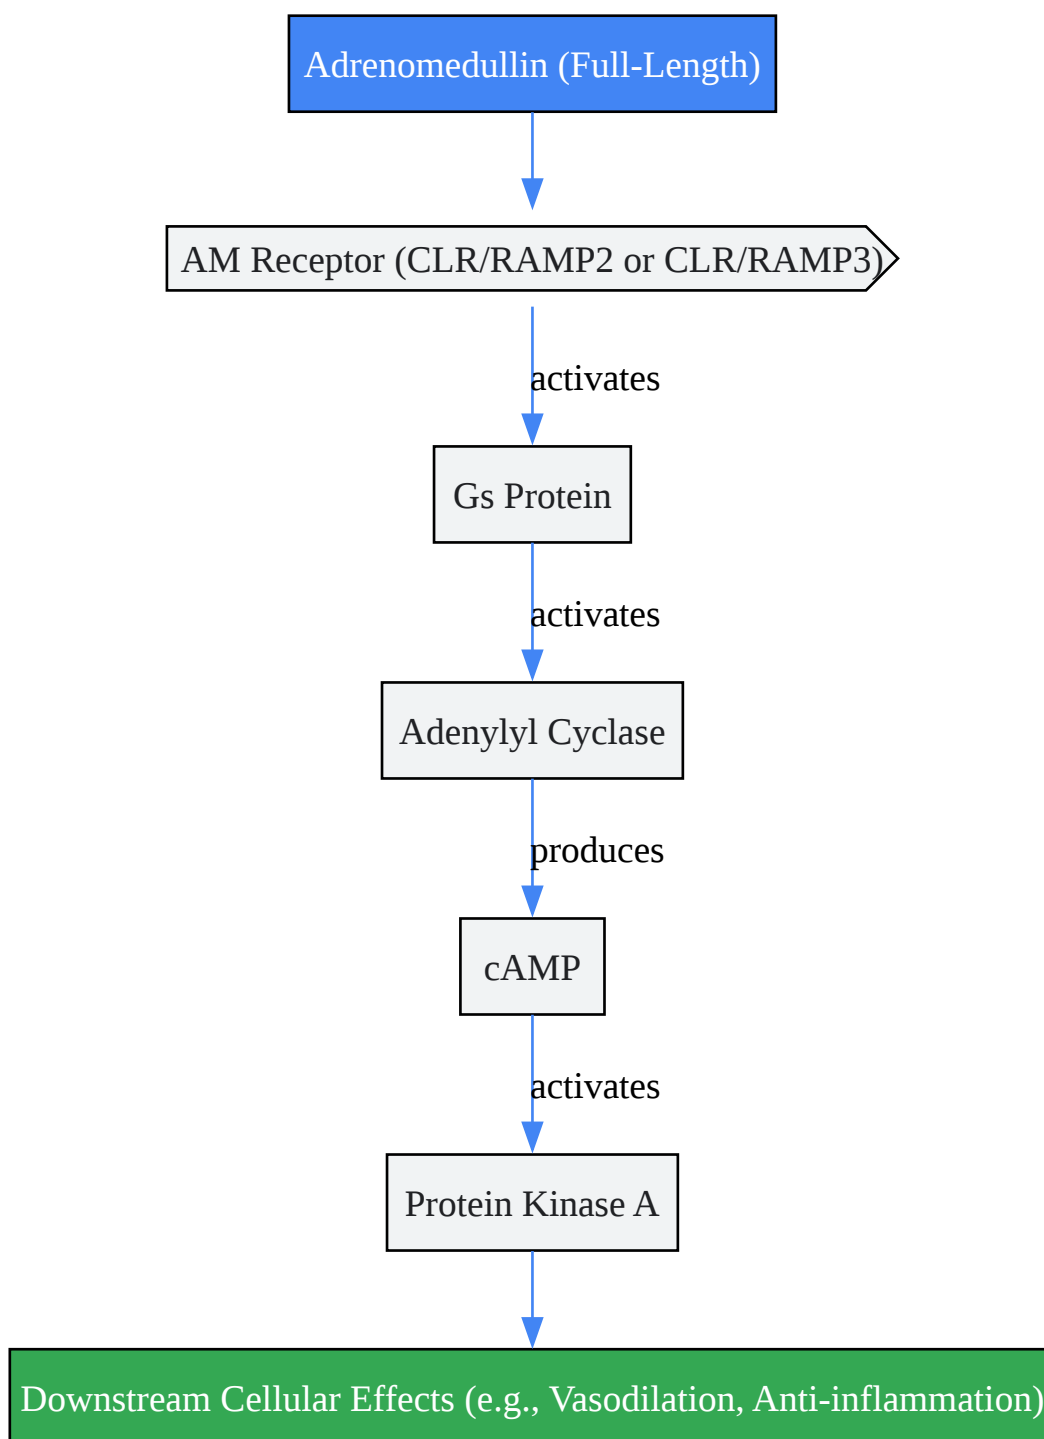 Adrenomedullin (Full-Length)
AM Receptor (CLR/RAMP2 or CLR/RAMP3)
activates
Gs Protein
activates
Adenylyl Cyclase
produces
cAMP
activates
Protein Kinase A
Downstream Cellular Effects (e.g., Vasodilation, Anti-inflammation)